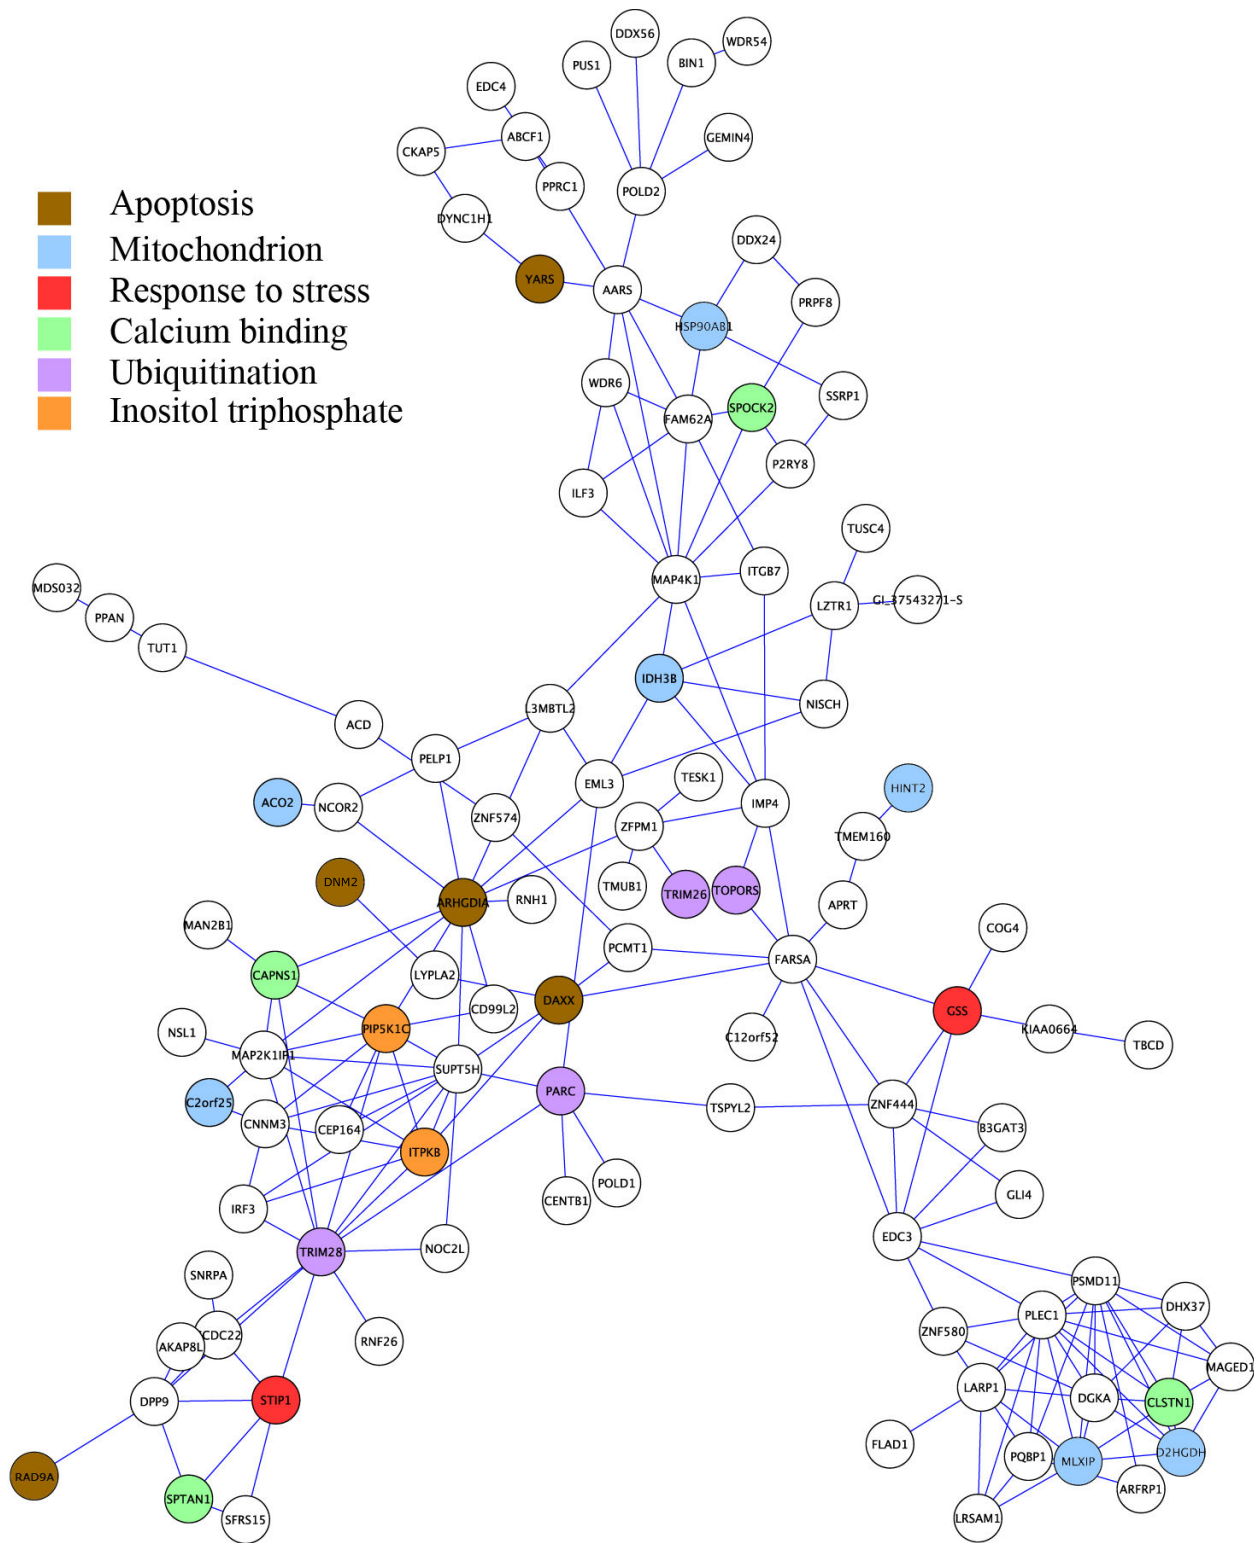 DDX56
WDR54
PUS1
BIN1
EDC4
ABCF1
GEMIN4
CKAP5
PPRC1
POLD2
Apoptosis
DYNC1H1
Mitochondrion
DDX24
Response to stress
YARS
AARS
PRPF8
Calcium binding
HSP90AB1
Ubiquitination
WDR6
SSRP1
Inositol triphosphate
SPOCK2
FAM62A
P2RY8
ILF3
TUSC4
ITGB7
MAP4K1
MDS032
GI_37543271-S
LZTR1
PPAN
TUT1
IDH3B
NISCH
L3MBTL2
ACD
PELP1
TESK1
EML3
HINT2
ACO2
NCOR2
IMP4
ZNF574
ZFPM1
TMEM160
DNM2
TMUB1
TRIM26
TOPORS
RNH1
ARHGDIA
APRT
MAN2B1
COG4
PCMT1
FARSA
CAPNS1
LYPLA2
DAXX
CD99L2
GSS
PIP5K1C
NSL1
KIAA0664
C12orf52
TBCD
MAP2K1IP1
SUPT5H
PARC
C2orf25
TSPYL2
ZNF444
CNNM3
CEP164
B3GAT3
ITPKB
POLD1
GLI4
CENTB1
IRF3
EDC3
TRIM28
NOC2L
SNRPA
PSMD11
DHX37
PLEC1
CDC22
ZNF580
RNF26
AKAP8L
MAGED1
LARP1
DGKA
STIP1
DPP9
CLSTN1
FLAD1
D2HGDH
PQBP1
MLXIP
RAD9A
ARFRP1
SPTAN1
LRSAM1
SFRS15